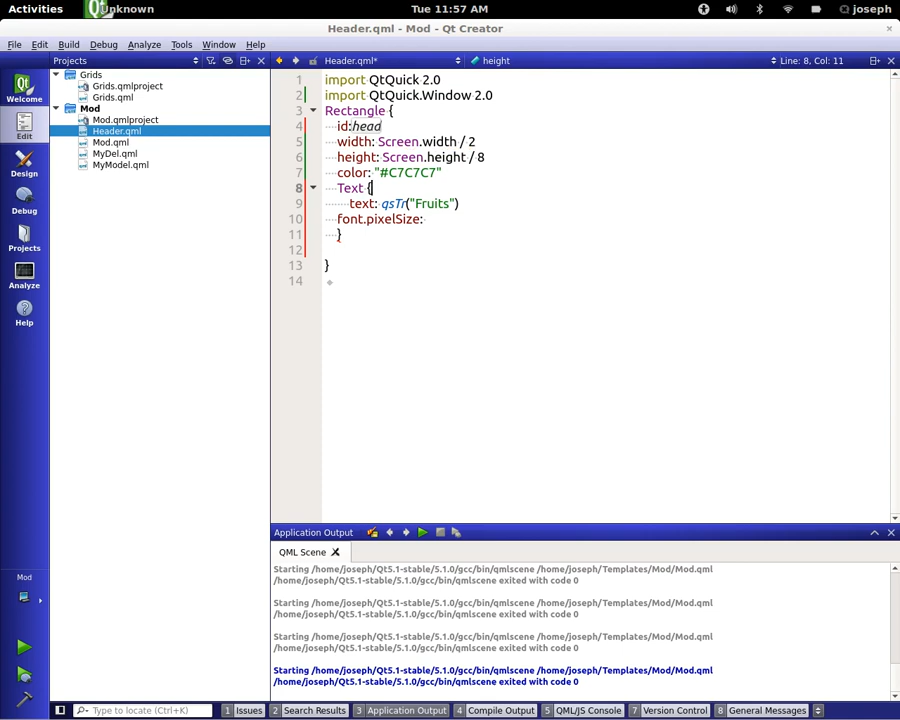 Activities Unknown Tue 11:57 AM joseph
Header.qml - Mod - Qt Creator
File Edit Build Debug Analyze Tools Window Help
Projects Header.qml* height Line: 8, Col: 11
Welcome
Edit
Design
Debug
Projects
Analyze
Help
Mod
Grids
Grids.qmlproject
Grids.qml
Mod
Mod.qmlproject
Header.qml
Mod.qml
MyDel.qml
MyModel.qml
1 import QtQuick 2.0
2 import QtQuick.Window 2.0
3 Rectangle {
4 id:head
5 width: Screen.width / 2
6 height: Screen.height / 8
7 color: "#C7C7C7"
8 Text {
9 text: qsTr("Fruits")
10 font.pixelSize:
11 }
12
13 }
14
Application Output
QML Scene
Starting /home/joseph/Qt5.1-stable/5.1.0/gcc/bin/qmlscene /home/joseph/Templates/Mod/Mod.qml
/home/joseph/Qt5.1-stable/5.1.0/gcc/bin/qmlscene exited with code 0
Starting /home/joseph/Qt5.1-stable/5.1.0/gcc/bin/qmlscene /home/joseph/Templates/Mod/Mod.qml
/home/joseph/Qt5.1-stable/5.1.0/gcc/bin/qmlscene exited with code 0
Starting /home/joseph/Qt5.1-stable/5.1.0/gcc/bin/qmlscene /home/joseph/Templates/Mod/Mod.qml
/home/joseph/Qt5.1-stable/5.1.0/gcc/bin/qmlscene exited with code 0
Starting /home/joseph/Qt5.1-stable/5.1.0/gcc/bin/qmlscene /home/joseph/Templates/Mod/Mod.qml
/home/joseph/Qt5.1-stable/5.1.0/gcc/bin/qmlscene exited with code 0
Type to locate (Ctrl+K) 1 Issues 2 Search Results 3 Application Output 4 Compile Output 5 QML/JS Console 7 Version Control 8 General Messages